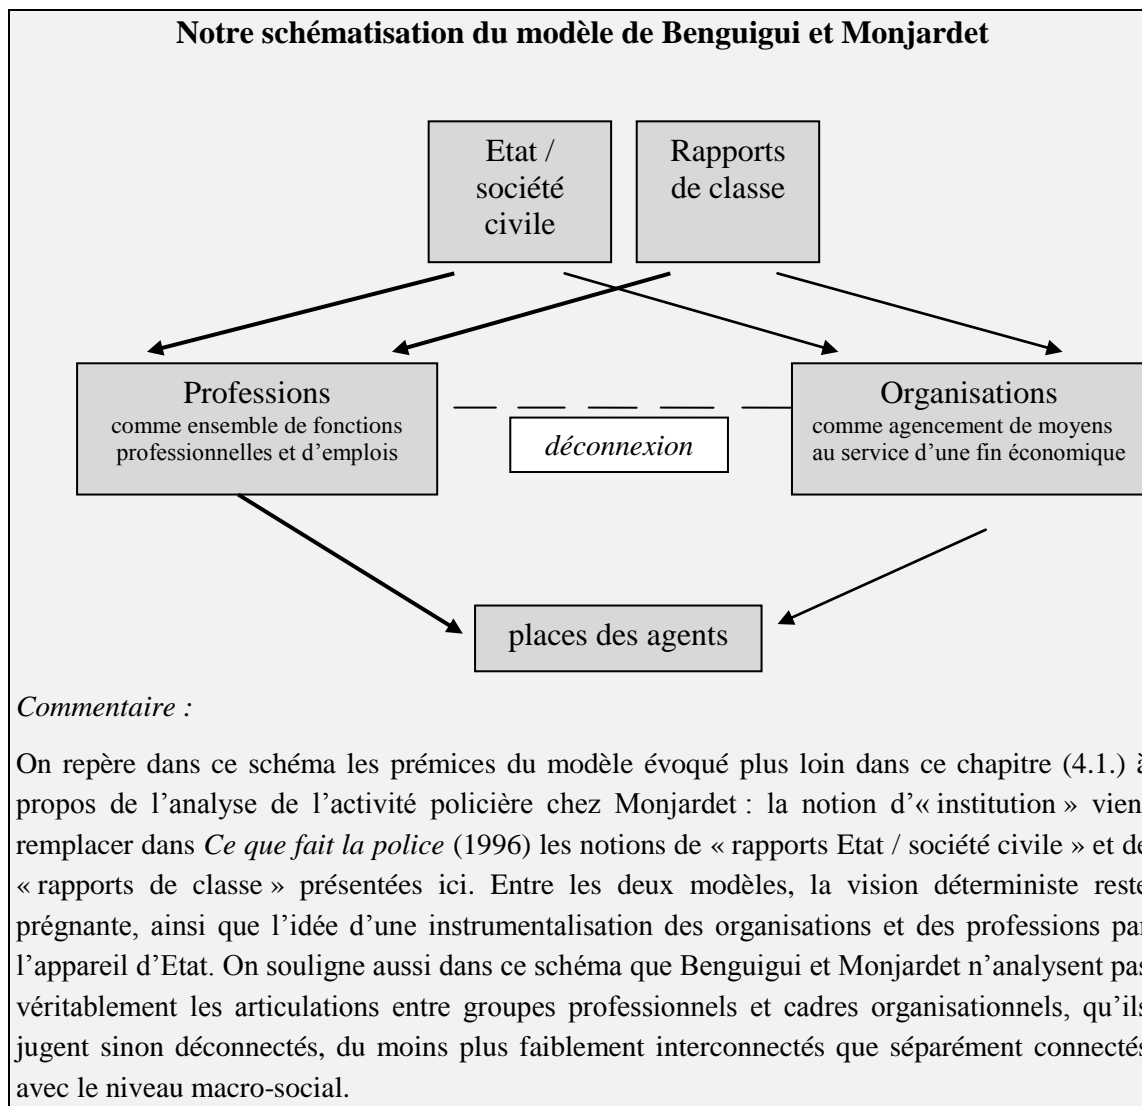 Notre schématisation du modèle de Benguigui et Monjardet
Etat /
société
civile
Rapports
de classe
Professions
comme ensemble de fonctions
professionnelles et d’emplois
déconnexion
Organisations
comme agencement de moyens
au service d’une fin économique
places des agents
Commentaire :
On repère dans ce schéma les prémices du modèle évoqué plus loin dans ce chapitre (4.1.) à
propos de l’analyse de l’activité policière chez Monjardet : la notion d’« institution » vien
remplacer dans Ce que fait la police (1996) les notions de « rapports Etat / société civile » et de
« rapports de classe » présentées ici. Entre les deux modèles, la vision déterministe reste
prégnante, ainsi que l’idée d’une instrumentalisation des organisations et des professions par
l’appareil d’Etat. On souligne aussi dans ce schéma que Benguigui et Monjardet n’analysent pas
véritablement les articulations entre groupes professionnels et cadres organisationnels, qu’ils
jugent sinon déconnectés, du moins plus faiblement interconnectés que séparément connectés
avec le niveau macro-social.